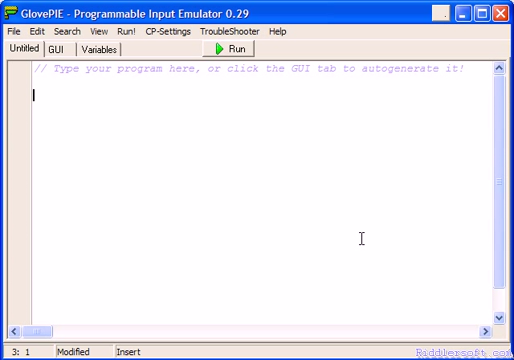 GlovePIE - Programmable Input Emulator 0.29
File Edit Search View Run! CP-Settings TroubleShooter Help
Untitled GUI Variables Run
// Type your program here, or click the GUI tab to autogenerate it!
3: 1 Modified Insert
Riddlersoft.com